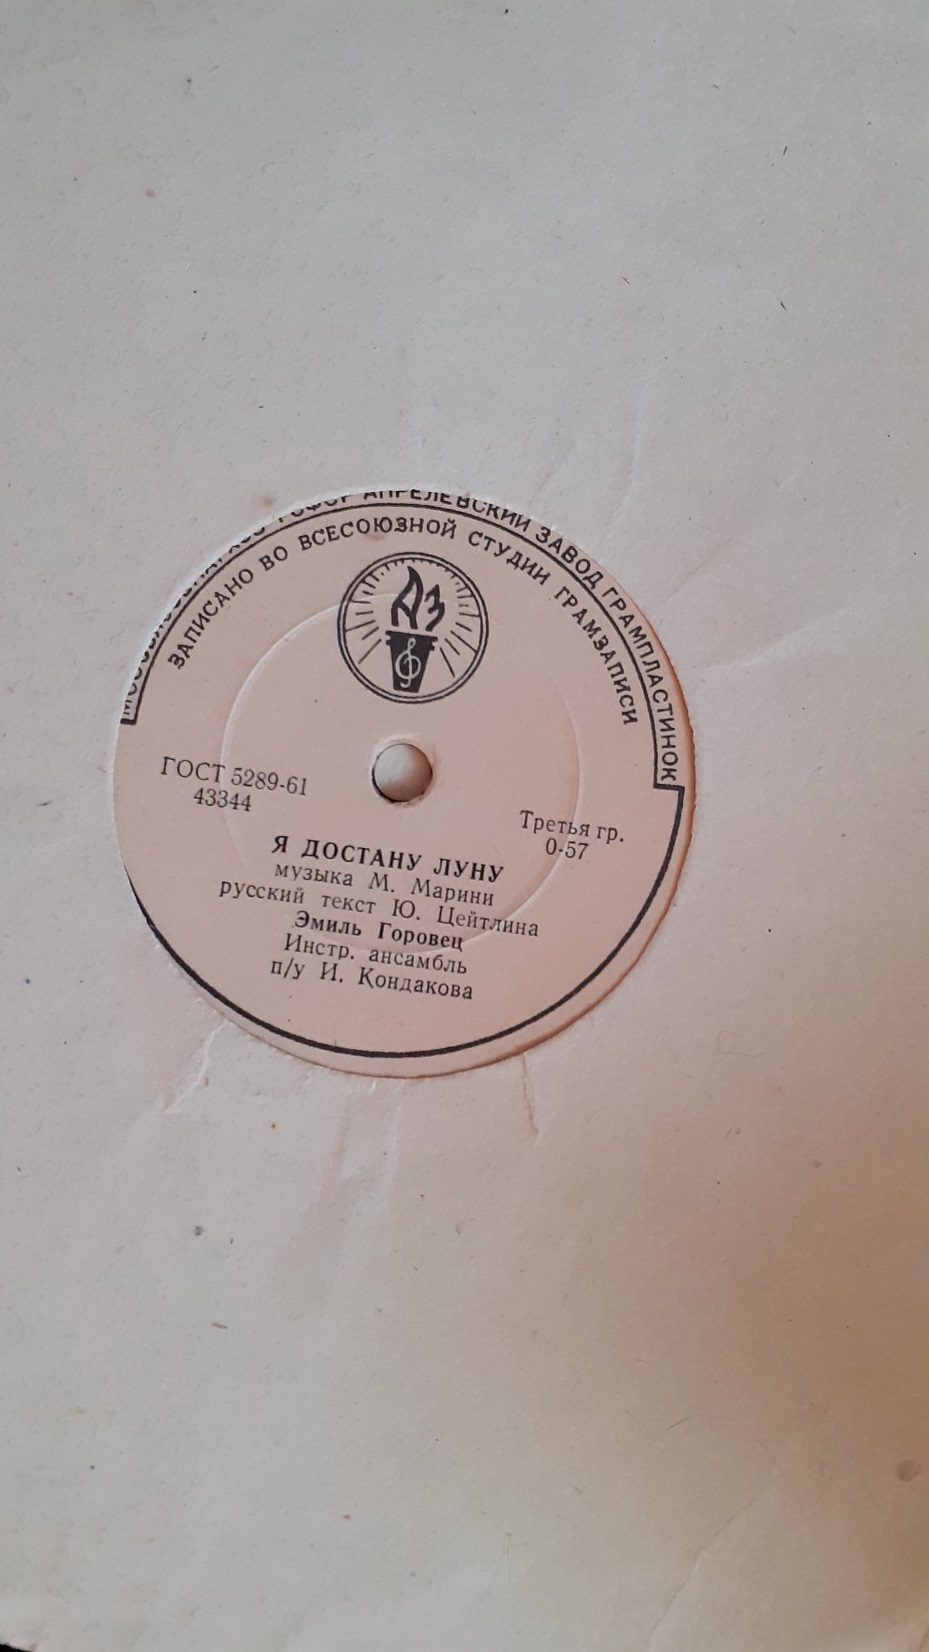 РСФСР АПРЕЛЕВСКИЙ ЗАВОД ГРАМПЛАСТИНОК
ЗАПИСАНО ВО ВСЕСОЮЗНОЙ СТУДИИ ГРАМЗАПИСИ
АЗ
ГОСТ 5289-61
43344
Третья гр.
0-57
Я ДОСТАНУ ЛУНУ
музыка М. Марини
русский текст Ю. Цейтлина
Эмиль Горовец
Инстр. ансамбль
п/у И. Кондакова